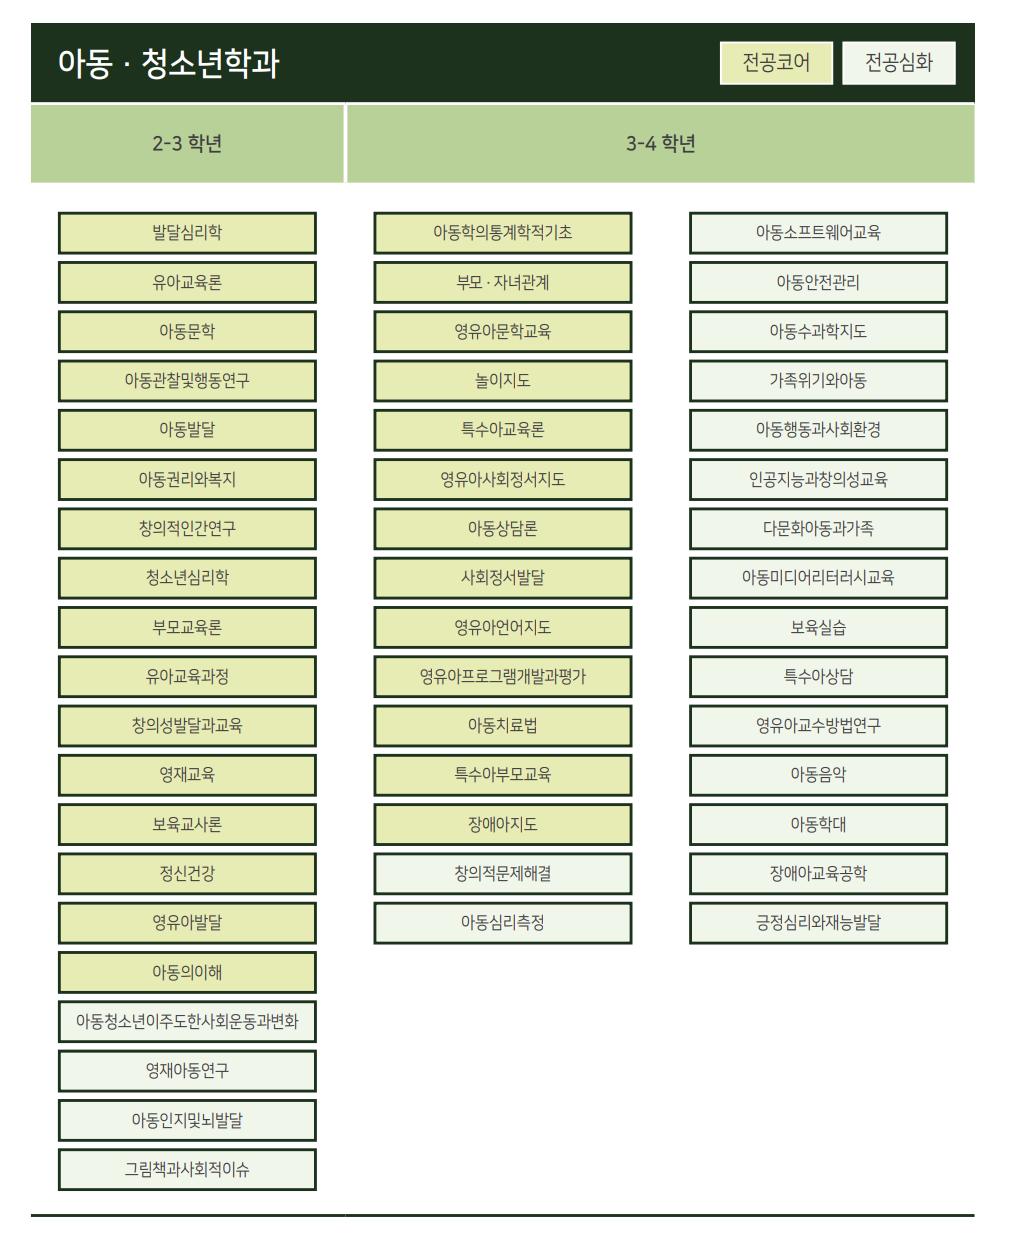 아동 · 청소년학과
전공코어
전공심화
2-3 학년
3-4 학년
발달심리학
유아교육론
아동문학
아동관찰및행동연구
아동발달
아동권리와복지
창의적인간연구
청소년심리학
부모교육론
유아교육과정
창의성발달과교육
영재교육
보육교사론
정신건강
영유아발달
아동의이해
아동청소년이주도한사회운동과변화
영재아동연구
아동인지및뇌발달
그림책과사회적이슈
아동학의통계학적기초
부모 · 자녀관계
영유아문학교육
놀이지도
특수아교육론
영유아사회정서지도
아동상담론
사회정서발달
영유아언어지도
영유아프로그램개발과평가
아동치료법
특수아부모교육
장애아지도
창의적문제해결
아동심리측정
아동소프트웨어교육
아동안전관리
아동수과학지도
가족위기와아동
아동행동과사회환경
인공지능과창의성교육
다문화아동과가족
아동미디어리터러시교육
보육실습
특수아상담
영유아교수방법연구
아동음악
아동학대
장애아교육공학
긍정심리와재능발달